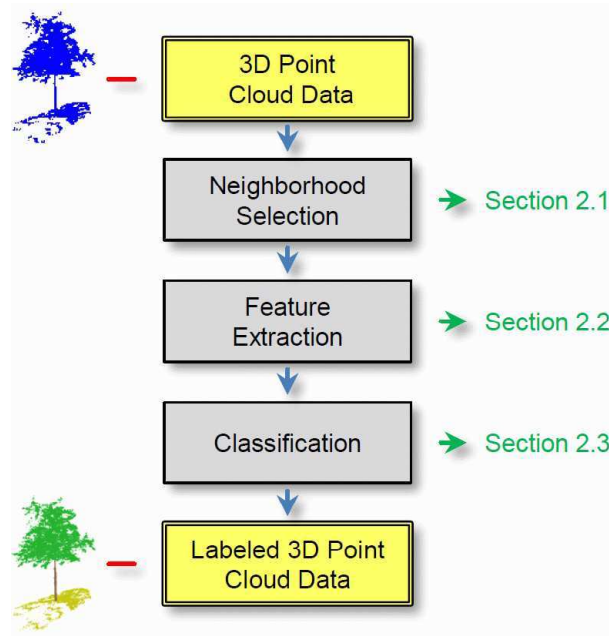 3D Point
Cloud Data
Neighborhood
Selection
Section 2.1
Feature
Extraction
Section 2.2
Classification
Section 2.3
Labeled 3D Point
Cloud Data